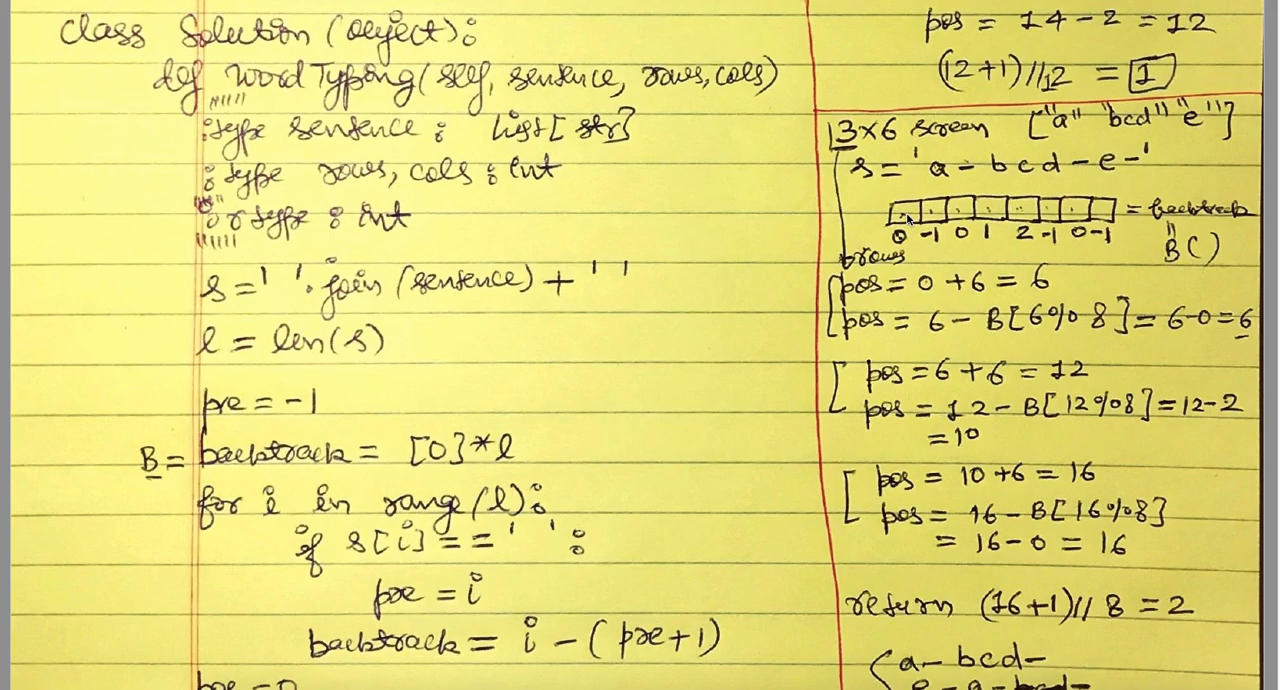 class Solution (object):
def wordTyping( self, sentence, rows, cols)
""""""
:type sentence : List[str]
: type rows, cols : int
: r type : int
""""""
s = ' '. join (sentence) + ' '
l = len(s)
pre = -1
B = backtrack = [0]*l
for i in range(l):
if s[i] == ' ' :
pre = i
backtrack = i - ( pre+1)
pos = 0
pos = 14 - 2 = 12
(12+1)//12 = 1
3x6 screen ["a" "bcd" "e"]
s = 'a - b c d - e -'
= backtrack
0 -1 0 1 2 -1 0 -1
" B ( )
rows
pos = 0 + 6 = 6
pos = 6 - B[6%8] = 6-0 = 6
pos = 6 + 6 = 12
pos = 12 - B[12%8] = 12-2
= 10
pos = 10 + 6 = 16
pos = 16 - B[16%8]
= 16 - 0 = 16
return (16+1)//8 = 2
a - bcd-
e - a - bcd-